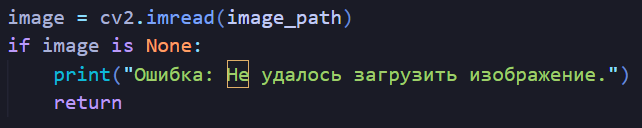 image = cv2.imread(image_path)
if image is None:
    print("Ошибка: Не удалось загрузить изображение.")
    return